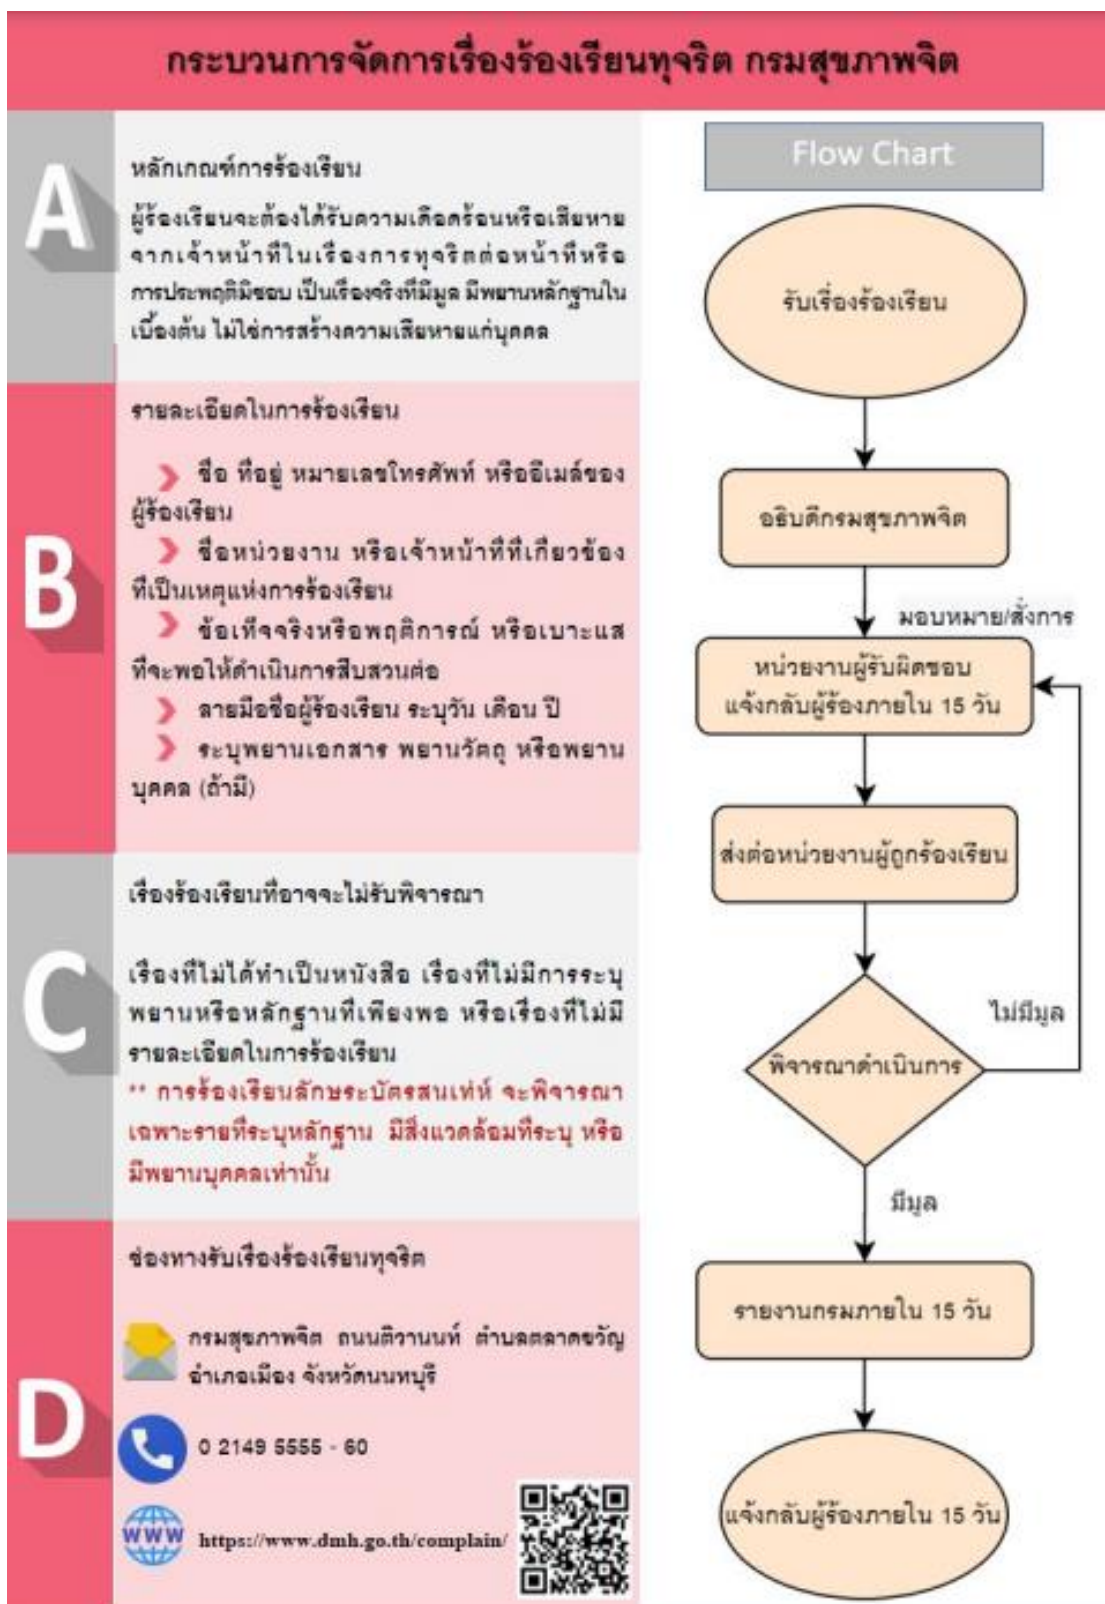 กระบวนการจัดการเรื่องร้องเรียนทุจริต กรมสุขภาพจิต
A
หลักเกณฑ์การร้องเรียน
ผู้ร้องเรียนจะต้องได้รับความเดือดร้อนหรือเสียหาย
จากเจ้าหน้าที่ในเรื่องการทุจริตต่อหน้าที่หรือ
การประพฤติมิชอบ เป็นเรื่องจริงที่มีมูล มีพยานหลักฐานใน
เบื้องต้น ไม่ใช่การสร้างความเสียหายแก่บุคคล
B
รายละเอียดในการร้องเรียน
ชื่อ ที่อยู่ หมายเลขโทรศัพท์ หรืออีเมล์ของ
ผู้ร้องเรียน
ชื่อหน่วยงาน หรือเจ้าหน้าที่ที่เกี่ยวข้อง
ที่เป็นเหตุแห่งการร้องเรียน
ข้อเท็จจริงหรือพฤติการณ์ หรือเบาะแส
ที่จะพอให้ดำเนินการสืบสวนต่อ
ลายมือชื่อผู้ร้องเรียน ระบุวัน เดือน ปี
ระบุพยานเอกสาร พยานวัตถุ หรือพยาน
บุคคล (ถ้ามี)
C
เรื่องร้องเรียนที่อาจจะไม่รับพิจารณา
เรื่องที่ไม่ได้ทำเป็นหนังสือ เรื่องที่ไม่มีการระบุ
พยานหรือหลักฐานที่เพียงพอ หรือเรื่องที่ไม่มี
รายละเอียดในการร้องเรียน
** การร้องเรียนลักษระบัตรสนเท่ห์ จะพิจารณา
เฉพาะรายที่ระบุหลักฐาน มีสิ่งแวดล้อมที่ระบุ หรือ
มีพยานบุคคลเท่านั้น
D
ช่องทางรับเรื่องร้องเรียนทุจริต
กรมสุขภาพจิต ถนนติวานนท์ ตำบลตลาดขวัญ
อำเภอเมือง จังหวัดนนทบุรี
0 2149 5555 - 60
WWW
https://www.dmh.go.th/complain/
Flow Chart
รับเรื่องร้องเรียน
อธิบดีกรมสุขภาพจิต
มอบหมาย/สั่งการ
หน่วยงานผู้รับผิดชอบ
แจ้งกลับผู้ร้องภายใน 15 วัน
ส่งต่อหน่วยงานผู้ถูกร้องเรียน
ไม่มีมูล
พิจารณาดำเนินการ
มีมูล
รายงานกรมภายใน 15 วัน
แจ้งกลับผู้ร้องภายใน 15 วัน